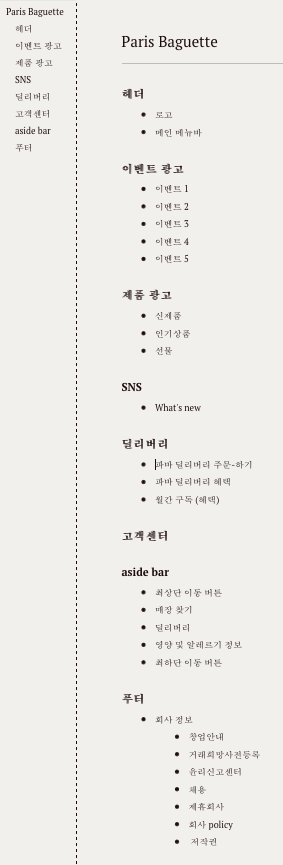 Paris Baguette
헤더
이벤트 광고
제품 광고
SNS
딜리버리
고객센터
aside bar
푸터
Paris Baguette
헤더
로고
메인 메뉴바
이벤트 광고
이벤트 1
이벤트 2
이벤트 3
이벤트 4
이벤트 5
제품 광고
신제품
인기상품
선물
SNS
What's new
딜리버리
파바 딜리버리 주문-하기
파바 딜리버리 혜택
월간 구독 (혜택)
고객센터
aside bar
최상단 이동 버튼
매장 찾기
딜리버리
영양 및 알레르기 정보
최하단 이동 버튼
푸터
회사 정보
창업안내
거래희망사전등록
윤리신고센터
채용
제휴회사
회사 policy
저작권